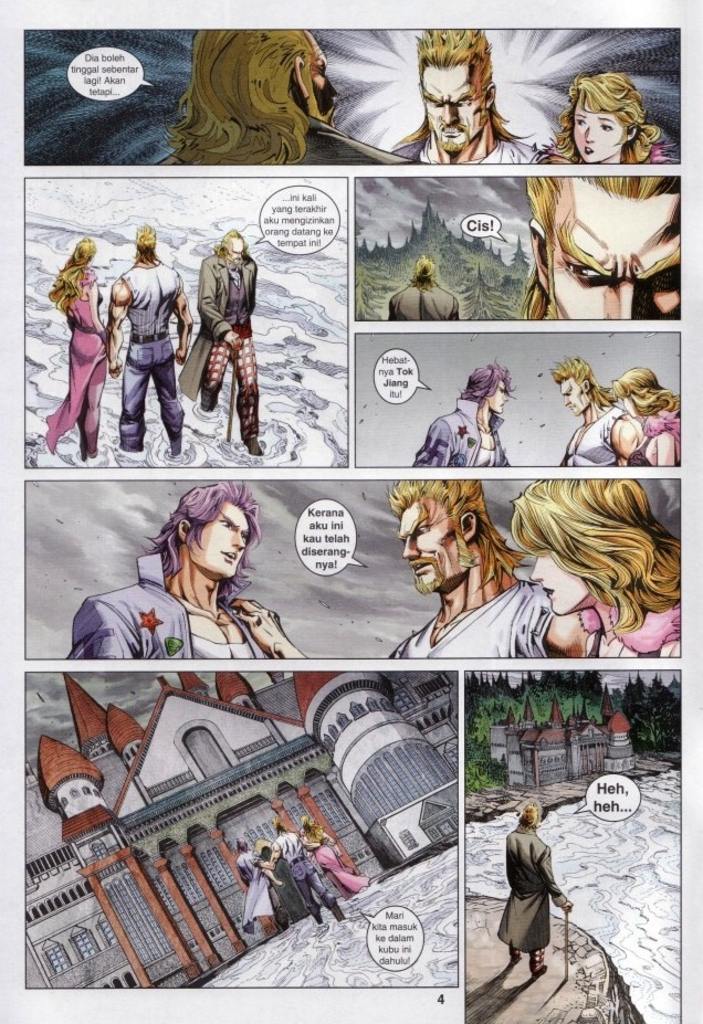 Dia boleh
tinggal sebentar
lagi! Akan
tetapi...
...ini kali
yang terakhir
aku mengizinkan
orang datang ke
tempat ini!
Cis!
Hebat-
nya Tok
Jiang
itu!
Kerana
aku ini
kau telah
diserang-
nya!
Mari
kita masuk
ke dalam
kubu ini
dahulu!
Heh,
heh...
4